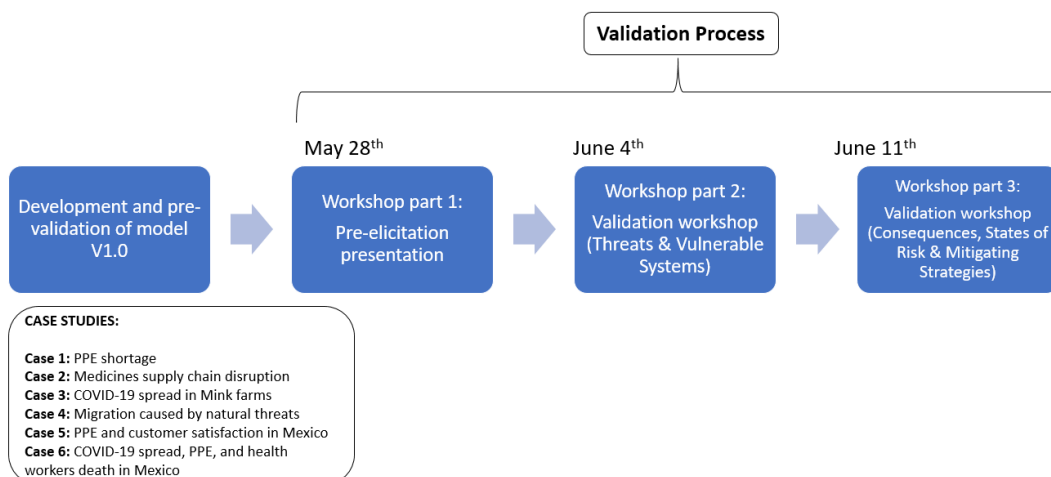 Validation Process
May 28th
June 4th
June 11th
Development and pre-
validation of model
V1.0
Workshop part 1:
Pre-elicitation
presentation
Workshop part 2:
Validation workshop
(Threats & Vulnerable
Systems)
Workshop part 3:
Validation workshop
(Consequences, States of
Risk & Mitigating
Strategies)
CASE STUDIES:
Case 1: PPE shortage
Case 2: Medicines supply chain disruption
Case 3: COVID-19 spread in Mink farms
Case 4: Migration caused by natural threats
Case 5: PPE and customer satisfaction in Mexico
Case 6: COVID-19 spread, PPE, and health
workers death in Mexico